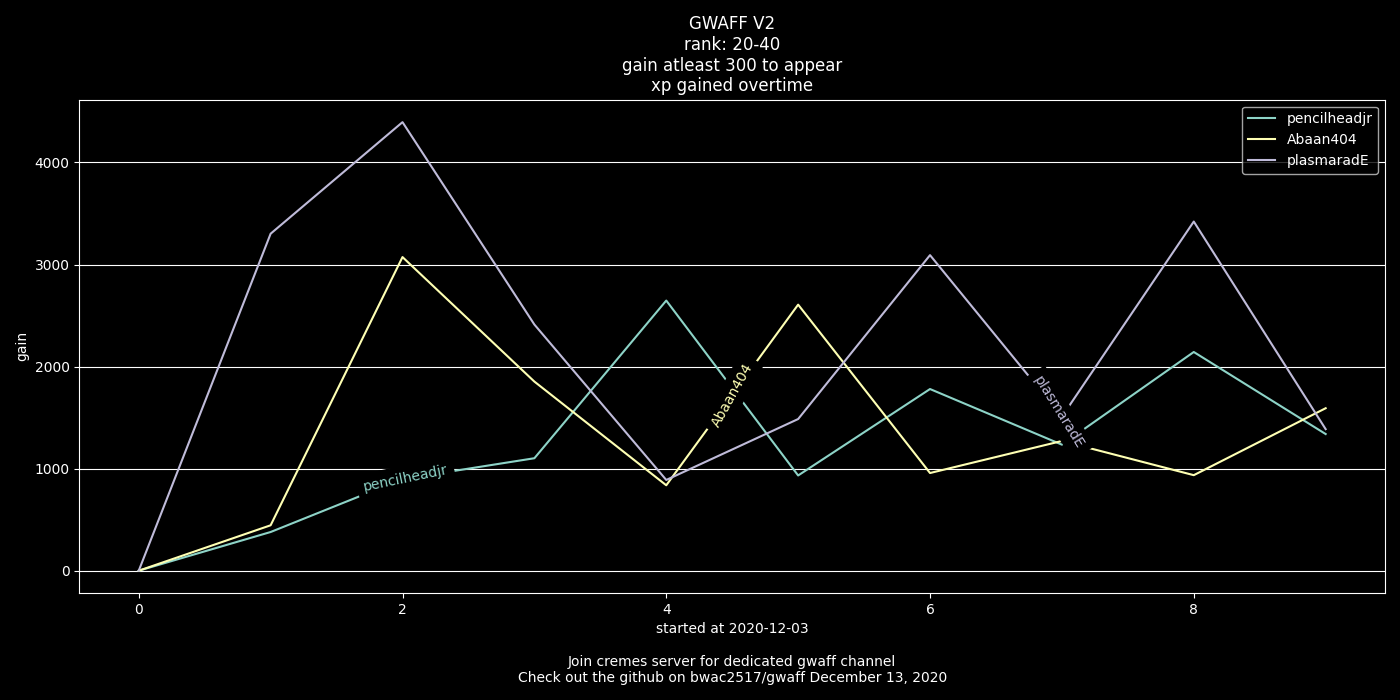 GWAFF V2
rank: 20-40
gain atleast 300 to appear
xp gained overtime
pencilheadjr
Abaan404
plasmaradE
4000
3000
2000
1000
0
gain
pencilheadjr
Abaan404
plasmaradE
0 2 4 6 8
started at 2020-12-03
Join cremes server for dedicated gwaff channel
Check out the github on bwac2517/gwaff December 13, 2020